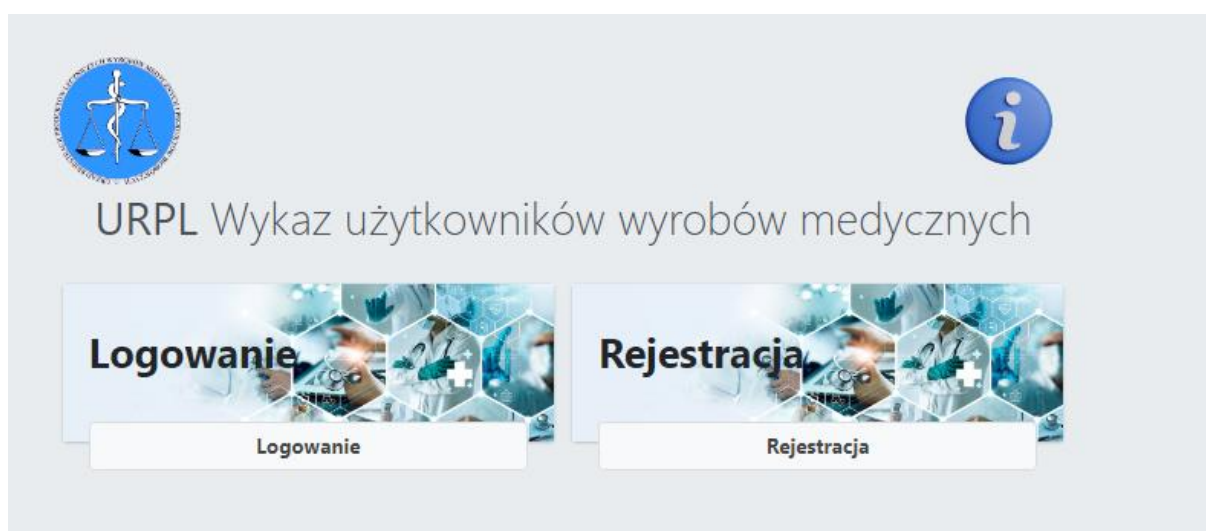 URPL Wykaz użytkowników wyrobów medycznych
Logowanie
Rejestracja
Logowanie
Rejestracja